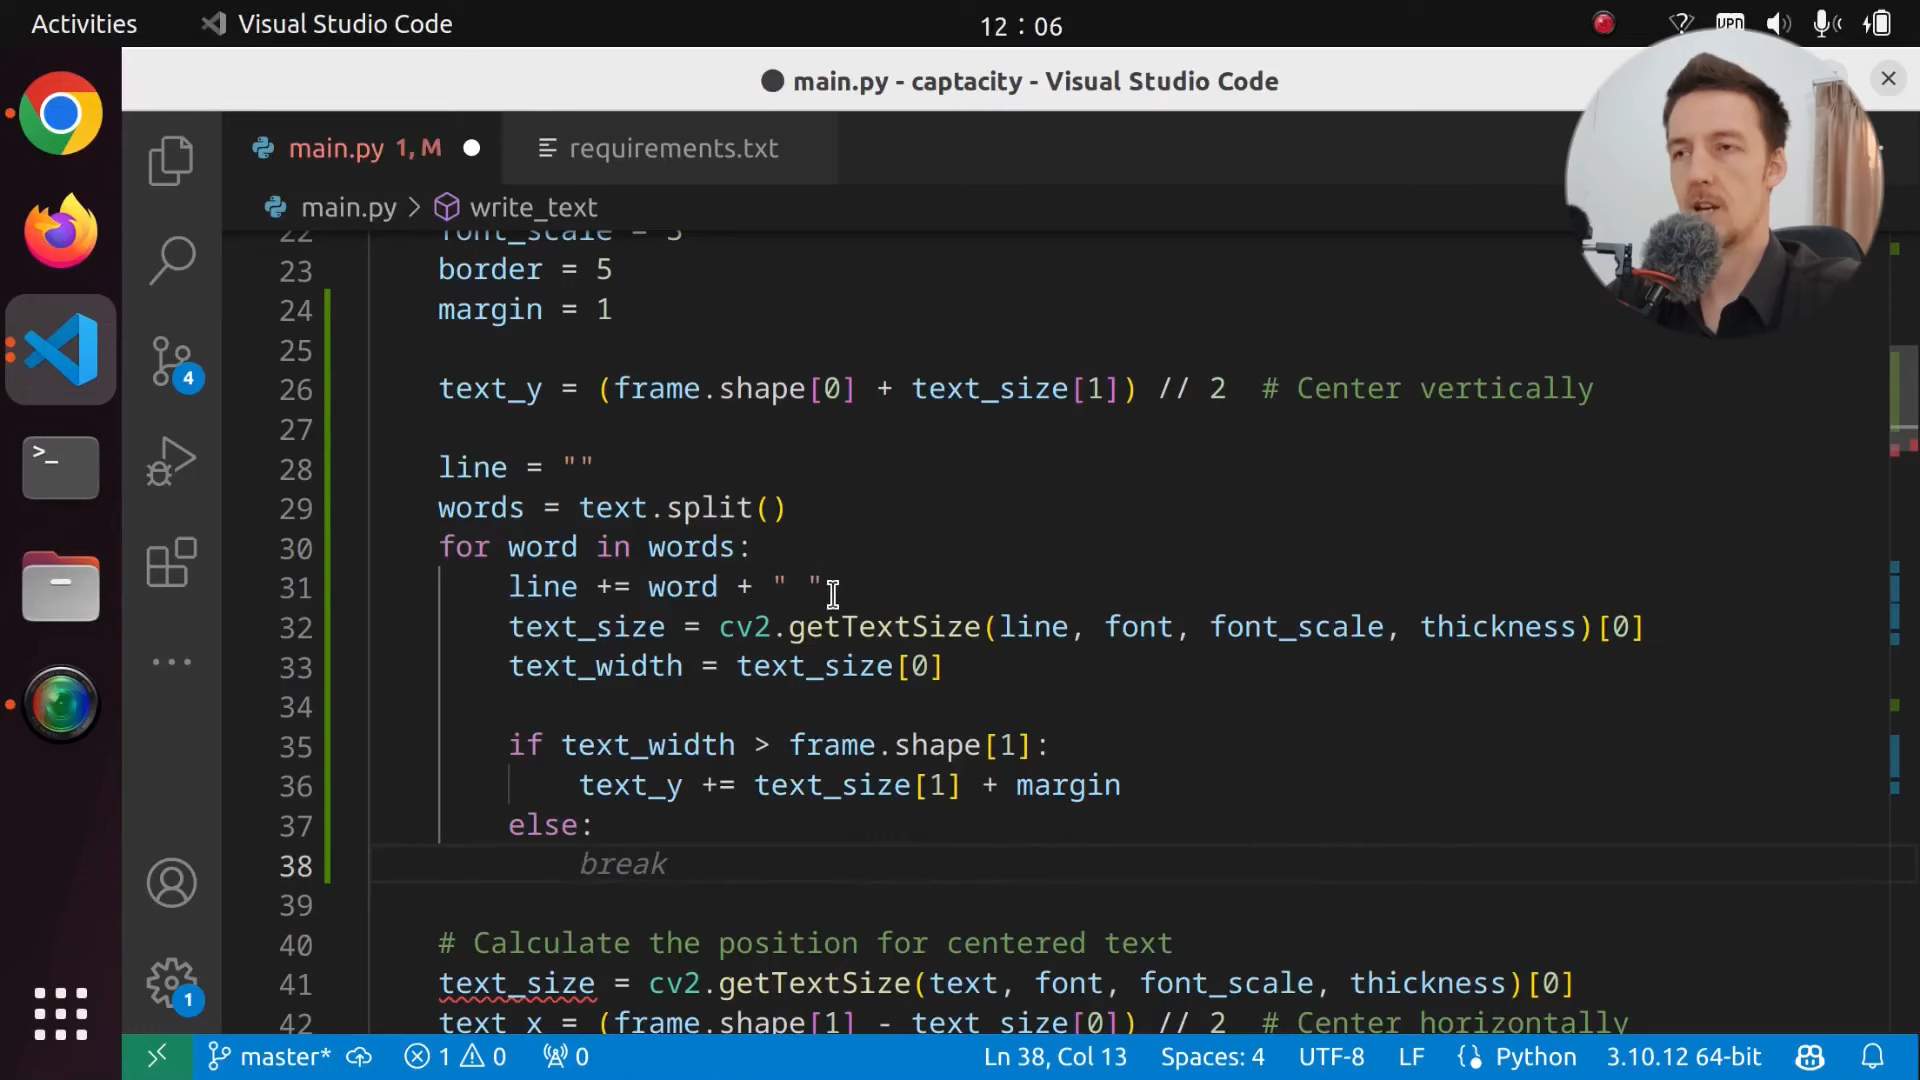 Activities
Visual Studio Code
12 : 06
VPN
main.py - captacity - Visual Studio Code
main.py 1, M
requirements.txt
main.py > write_text
22 font_scale = 3
23 border = 5
24 margin = 1
25
26 text_y = (frame.shape[0] + text_size[1]) // 2 # Center vertically
27
28 line = ""
29 words = text.split()
30 for word in words:
31 line += word + " "
32 text_size = cv2.getTextSize(line, font, font_scale, thickness)[0]
33 text_width = text_size[0]
34
35 if text_width > frame.shape[1]:
36 text_y += text_size[1] + margin
37 else:
38 break
39
40 # Calculate the position for centered text
41 text_size = cv2.getTextSize(text, font, font_scale, thickness)[0]
42 text_x = (frame.shape[1] - text_size[0]) // 2 # Center horizontally
4
1
>_
master*
1
0
0
Ln 38, Col 13
Spaces: 4
UTF-8
LF
Python
3.10.12 64-bit